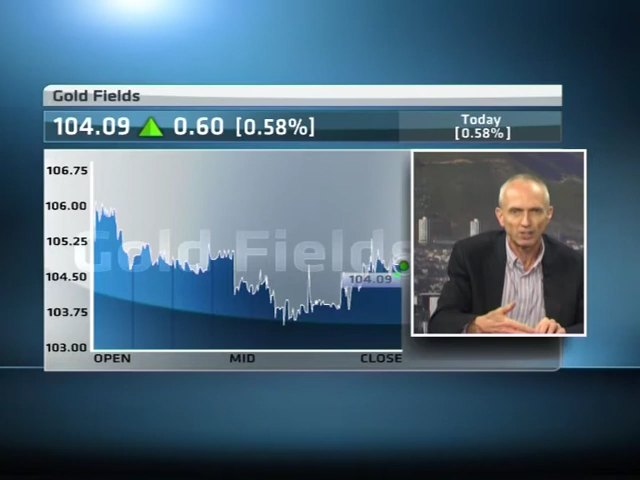 Gold Fields
104.09 0.60 [0.58%]
Today
[0.58%]
106.75
106.00
105.25
104.50
103.75
103.00
Gold Fields
104.09
OPEN MID CLOSE